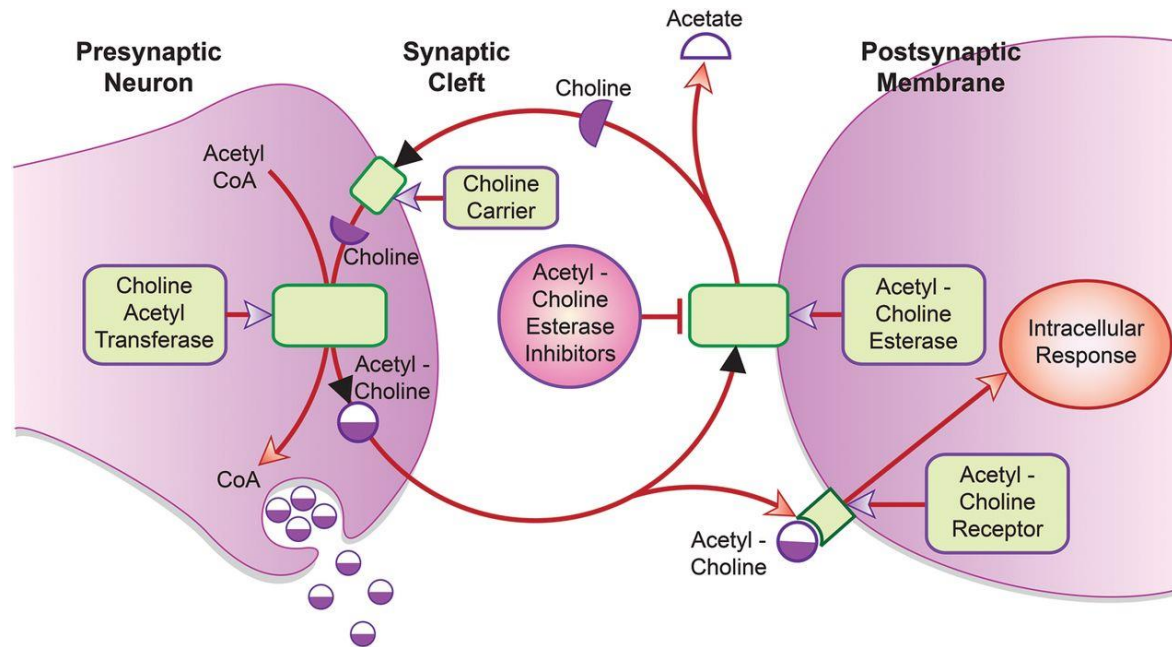 Presynaptic
Neuron
Synaptic
Cleft
Acetate
Postsynaptic
Membrane
Choline
Acetyl
CoA
Choline
Carrier
Choline
Choline
Acetyl
Transferase
Acetyl -
Choline
Esterase
Inhibitors
Acetyl -
Choline
Esterase
Intracellular
Response
Acetyl -
Choline
CoA
Acetyl -
Choline
Acetyl -
Choline
Receptor